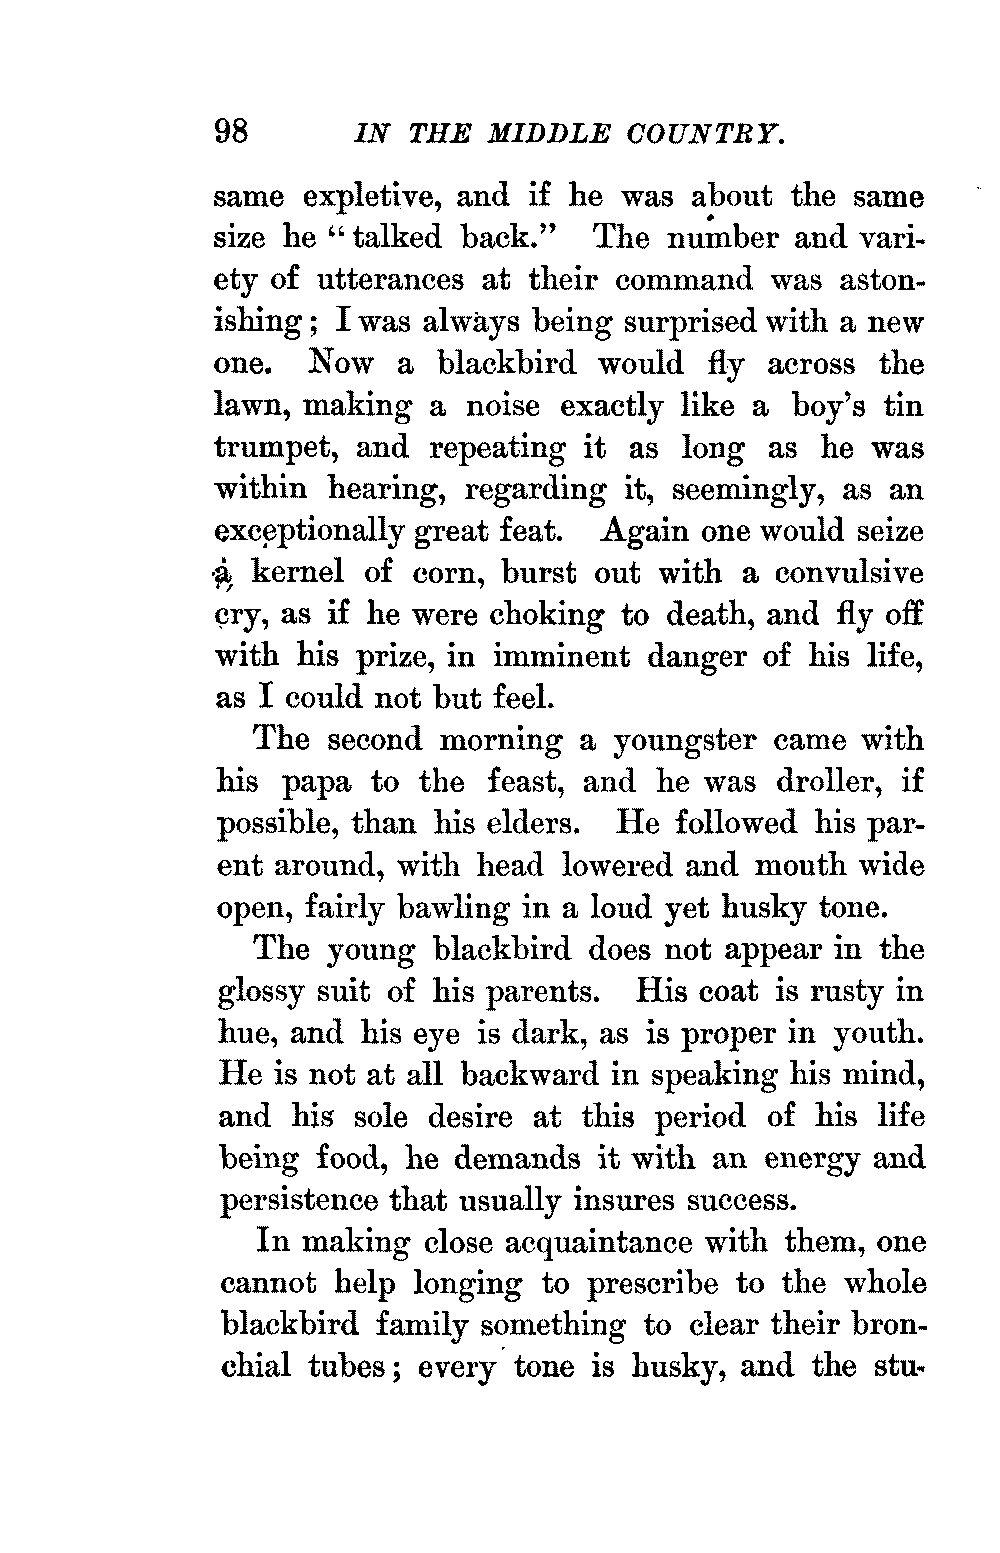 98 IN THE MIDDLE COUNTRY.
same expletive, and if he was about the same
size he “ talked back.” The number and vari-
ety of utterances at their command was aston-
ishing ; I was always being surprised with a new
one. Now a blackbird would fly across the
lawn, making a noise exactly like a boy’s tin
trumpet, and repeating it as long as he was
within hearing, regarding it, seemingly, as an
exceptionally great feat. Again one would seize
a kernel of corn, burst out with a convulsive
cry, as if he were choking to death, and fly off
with his prize, in imminent danger of his life,
as I could not but feel.
The second morning a youngster came with
his papa to the feast, and he was droller, if
possible, than his elders. He followed his par-
ent around, with head lowered and mouth wide
open, fairly bawling in a loud yet husky tone.
The young blackbird does not appear in the
glossy suit of his parents. His coat is rusty in
hue, and his eye is dark, as is proper in youth.
He is not at all backward in speaking his mind,
and his sole desire at this period of his life
being food, he demands it with an energy and
persistence that usually insures success.
In making close acquaintance with them, one
cannot help longing to prescribe to the whole
blackbird family something to clear their bron-
chial tubes ; every tone is husky, and the stu-